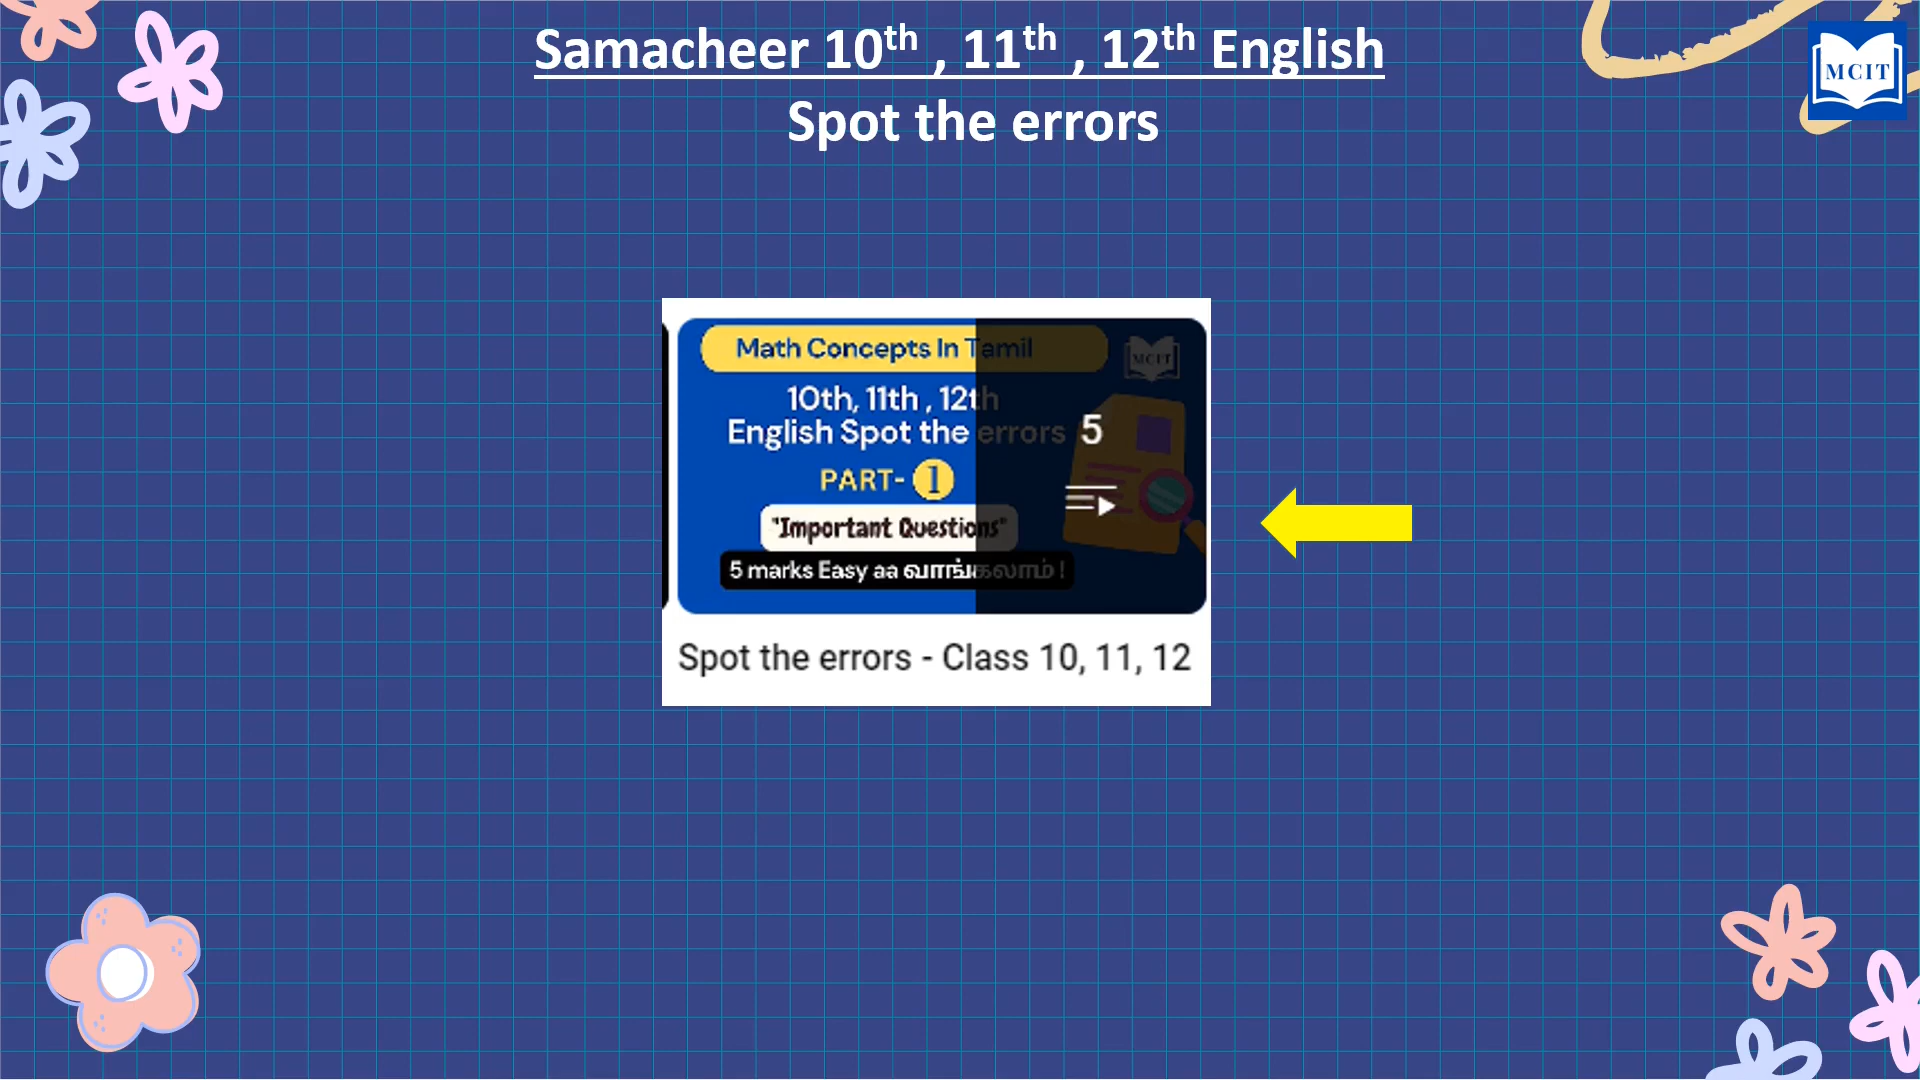 Samacheer 10th , 11th , 12th English
Spot the errors
MCIT
Math Concepts In Tamil
MCIT
10th, 11th , 12th
English Spot the errors
5
PART- 1
"Important Questions"
5 marks Easy aa வாங்கலாம் !
Spot the errors - Class 10, 11, 12